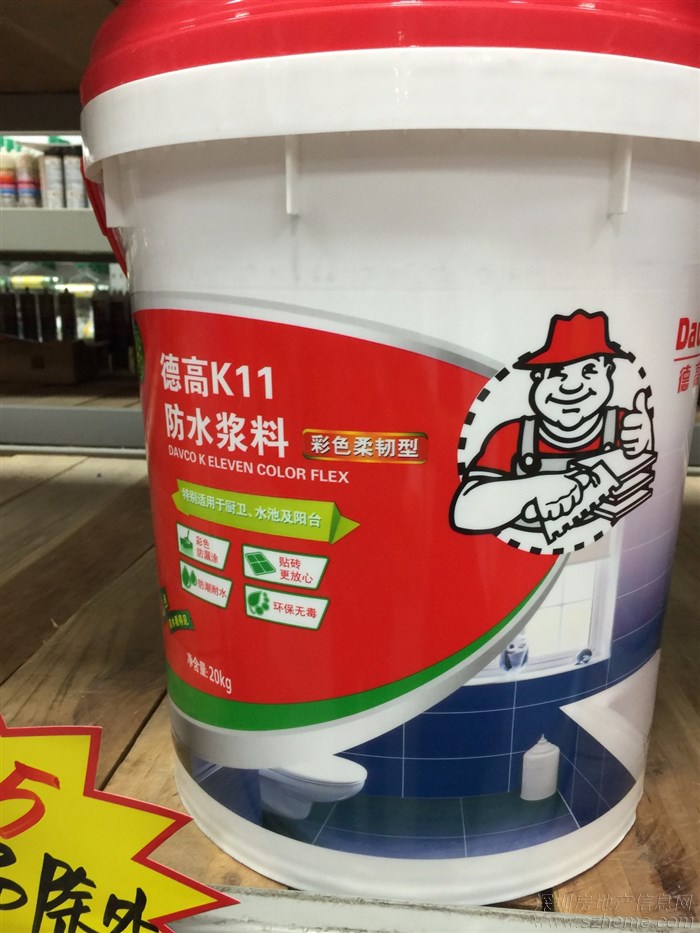 德高K11
防水浆料
彩色柔韧型
DAVCO K ELEVEN COLOR FLEX
特别适用于厨卫、水池及阳台
彩色
防漏涂
贴砖
更放心
防潮耐水
环保无毒
净含量:20kg
Da
德
5
除外
深圳房地产信息网
www.szhome.com